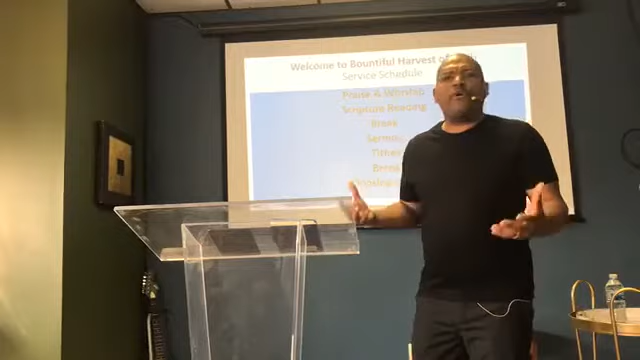 Welcome to Bountiful Harvest of
Service Schedule
Praise & Worship
Scripture Reading
Break
Sermon
Tithes